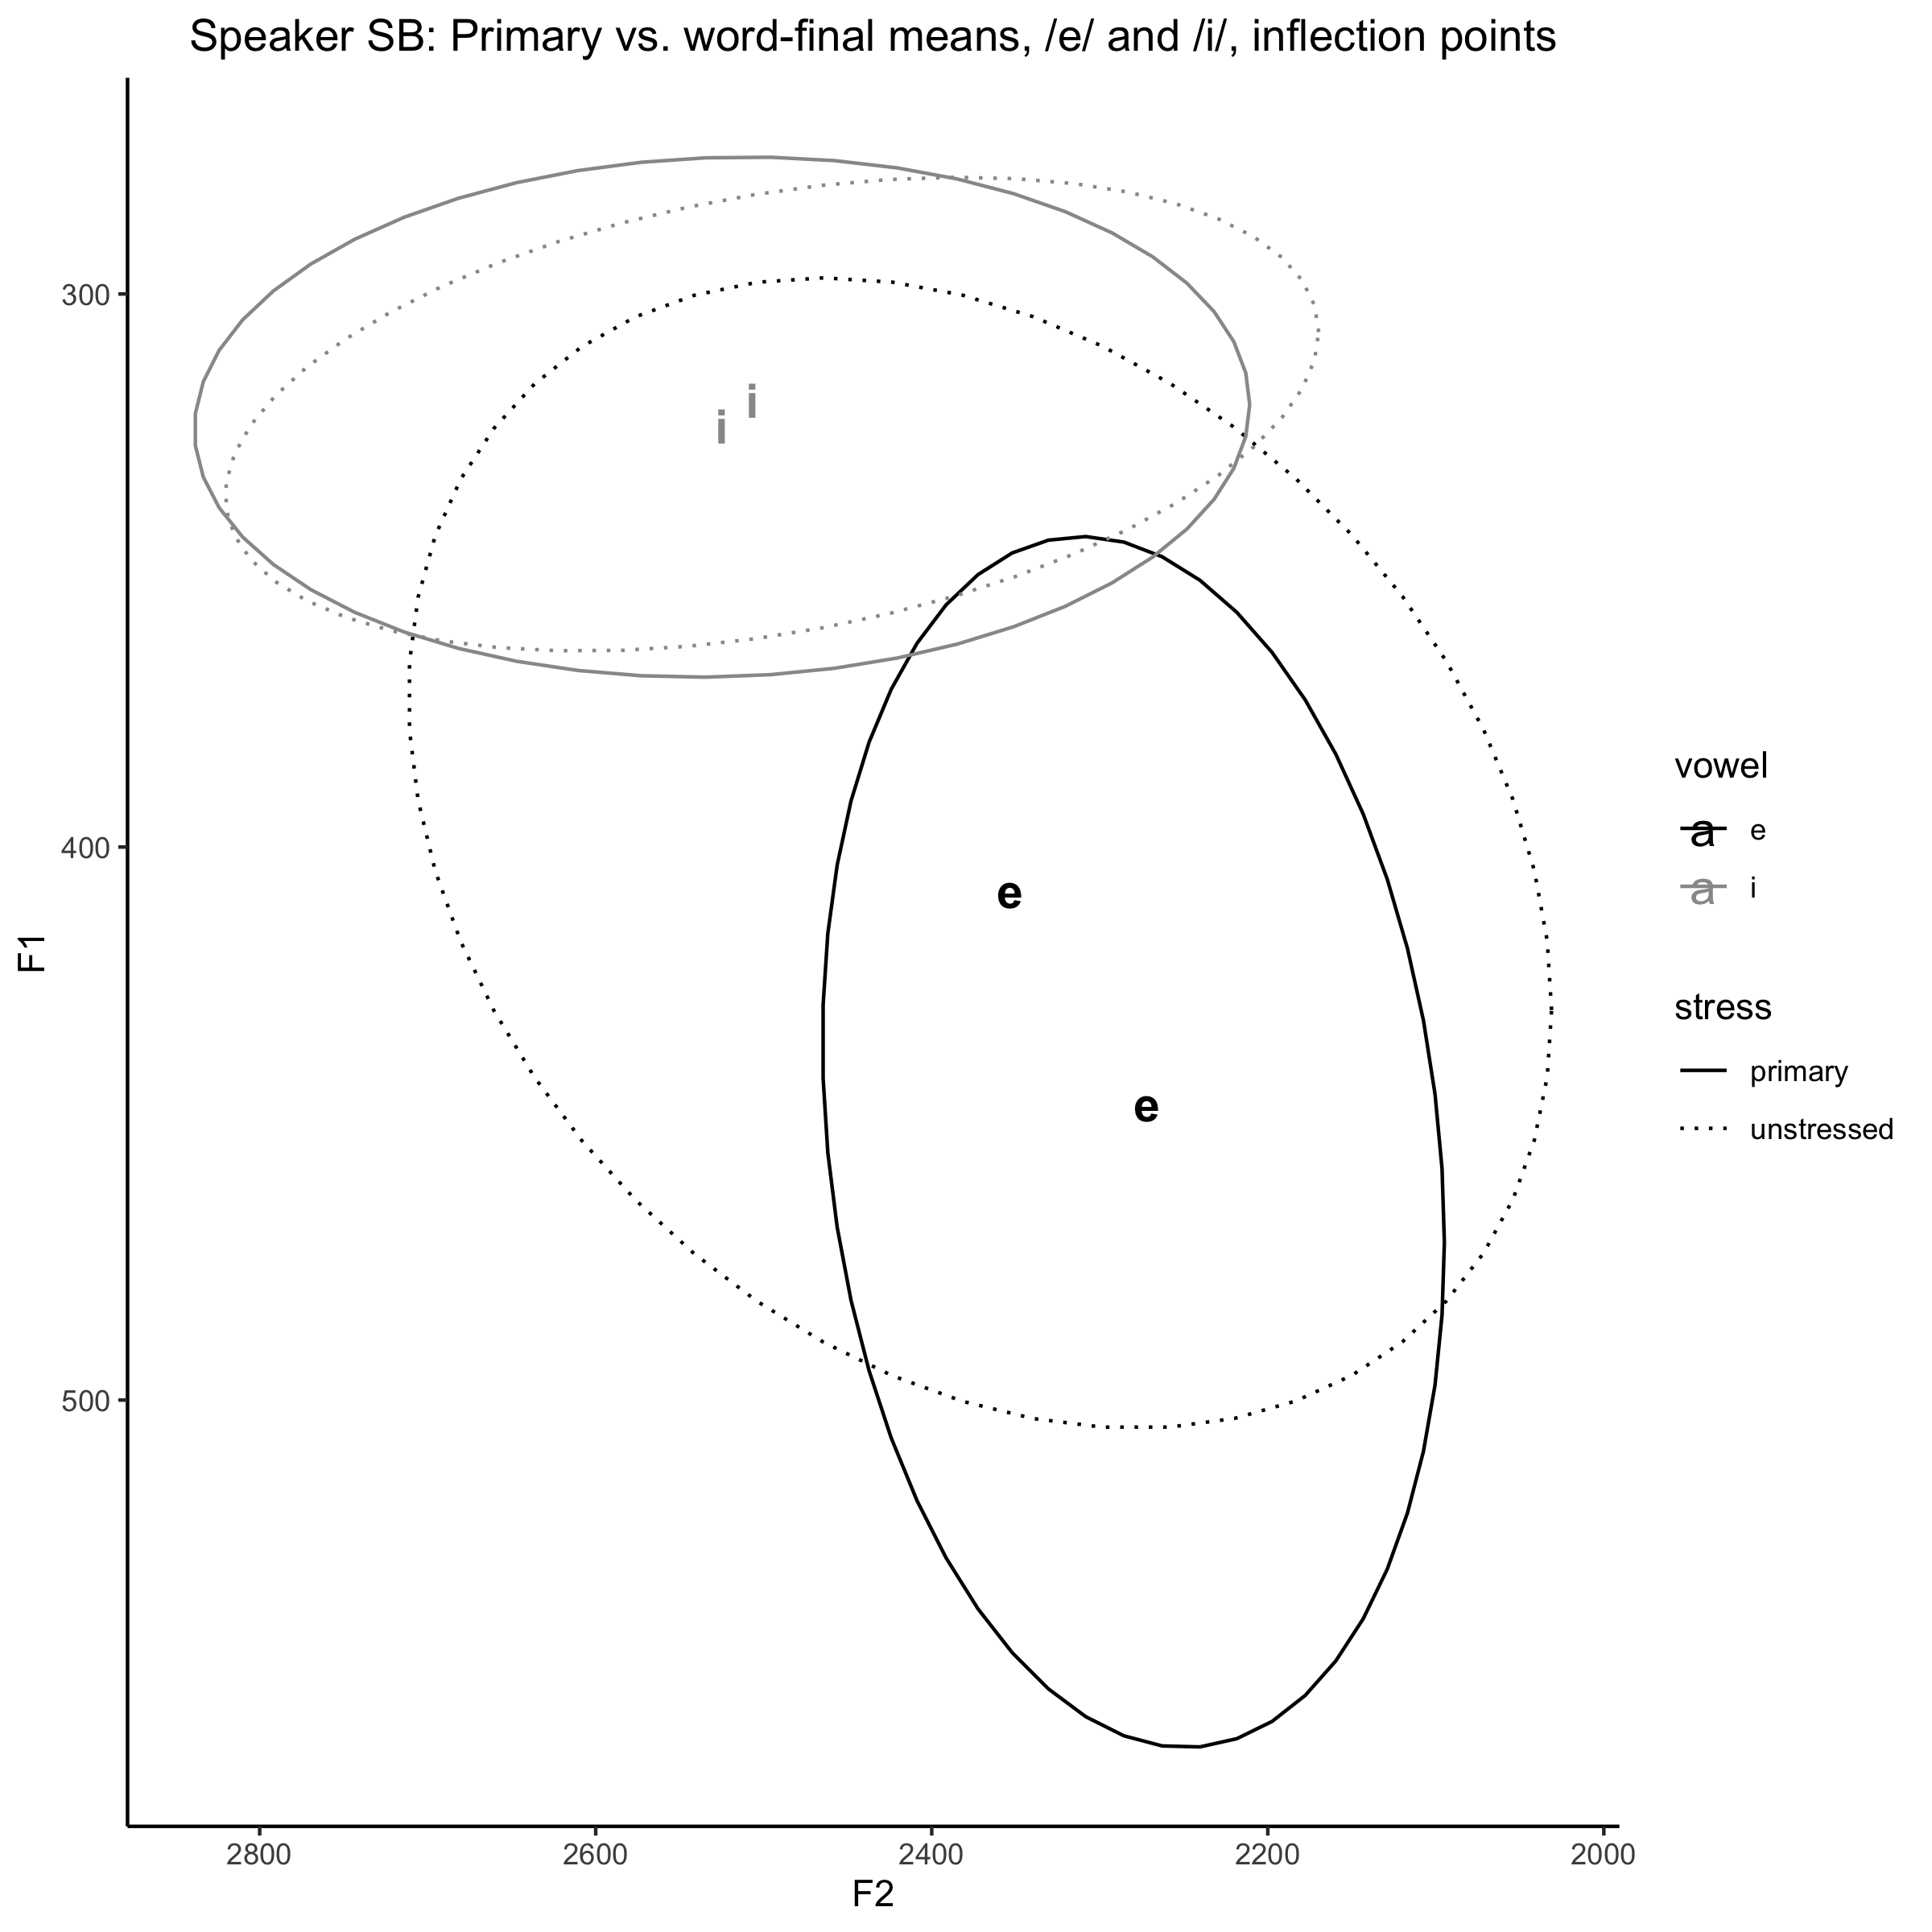 Speaker SB: Primary vs. word-final means, /e/ and /i/, inflection points
300
400
500
F1
i
i
e
e
2800
2600
2400
2200
2000
F2
vowel
a e
a i
stress
primary
unstressed